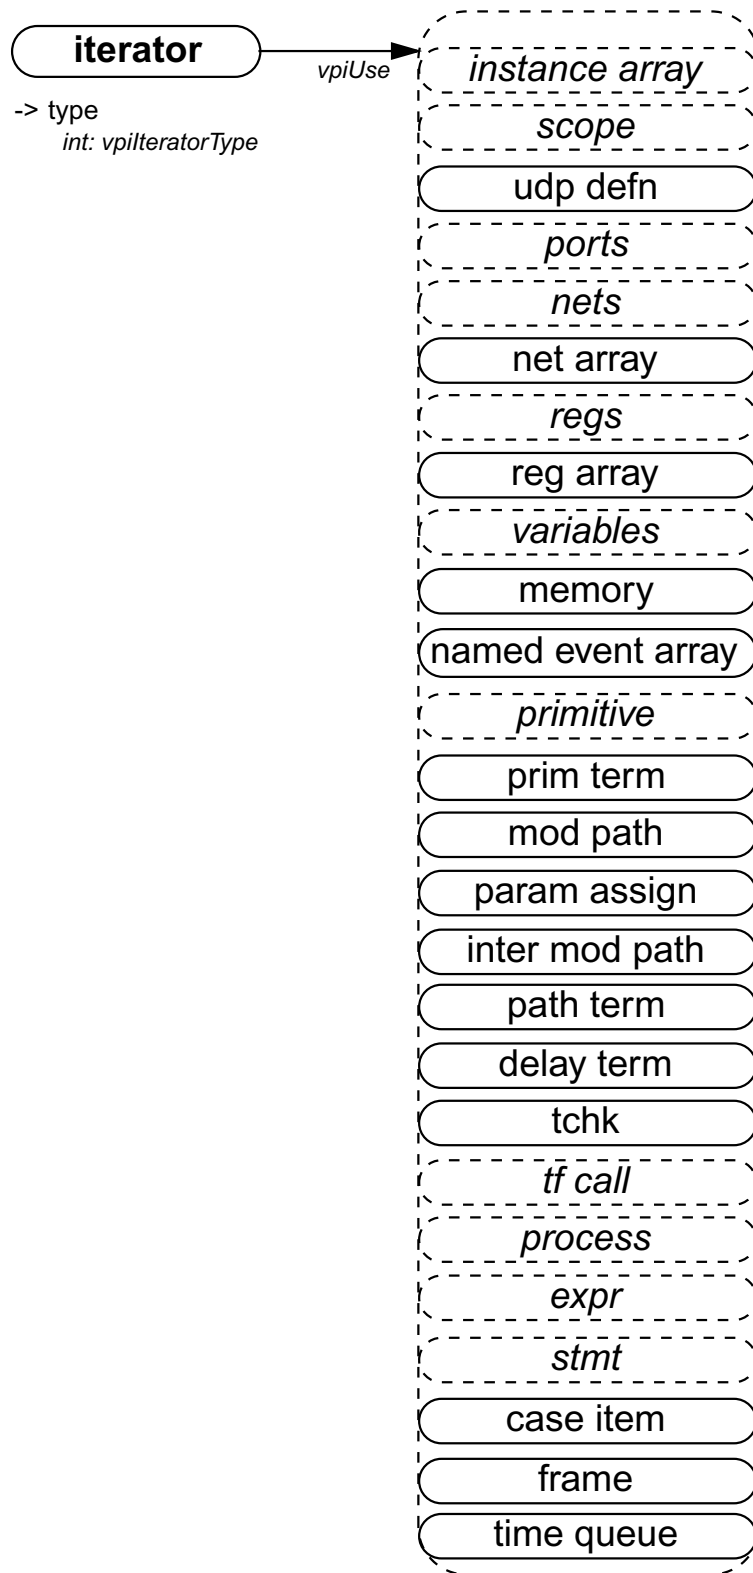 iterator
vpiUse
-> type
int: vpiIteratorType
instance array
scope
udp defn
ports
nets
net array
regs
reg array
variables
memory
named event array
primitive
prim term
mod path
param assign
inter mod path
path term
delay term
tchk
tf call
process
expr
stmt
case item
frame
time queue